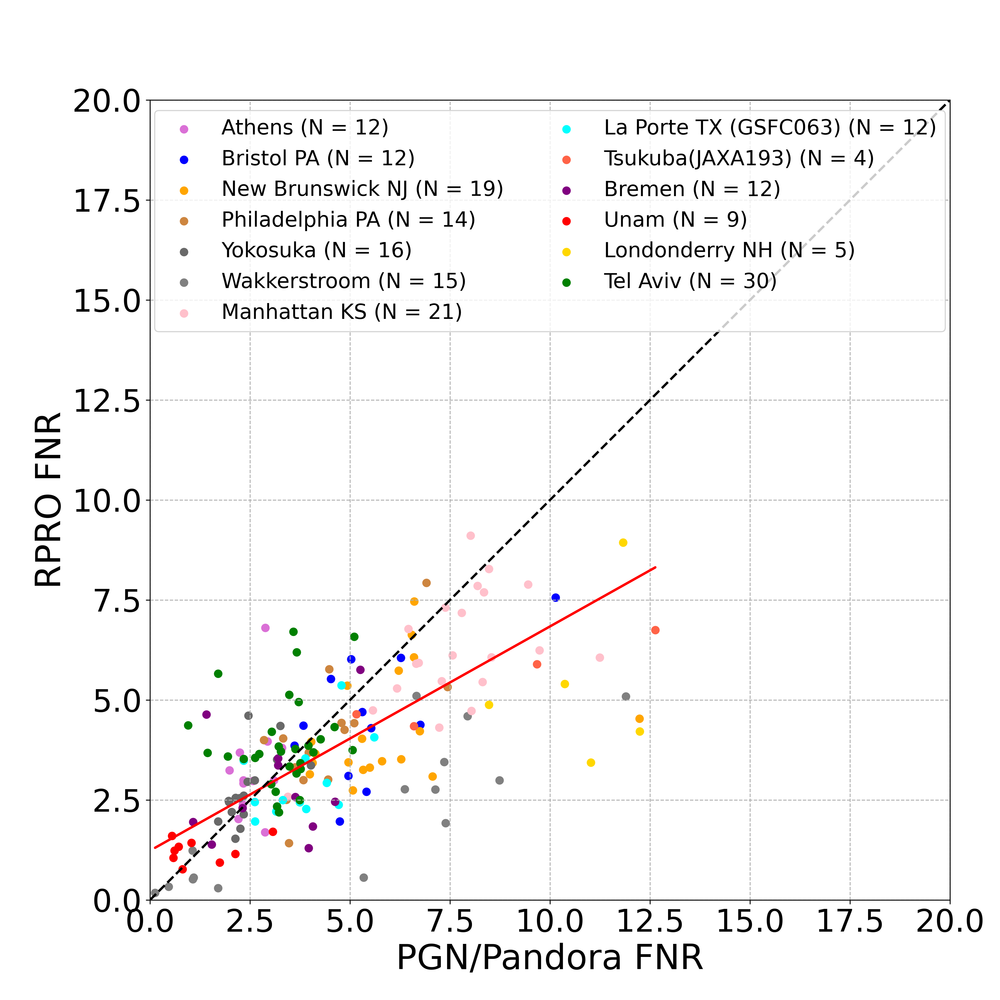 20.0
17.5
15.0
12.5
10.0
7.5
5.0
2.5
0.0
RPRO FNR
Athens (N = 12)
Bristol PA (N = 12)
New Brunswick NJ (N = 19)
Philadelphia PA (N = 14)
Yokosuka (N = 16)
Wakkerstroom (N = 15)
Manhattan KS (N = 21)
La Porte TX (GSFC063) (N = 12)
Tsukuba(JAXA193) (N = 4)
Bremen (N = 12)
Unam (N = 9)
Londonderry NH (N = 5)
Tel Aviv (N = 30)
0.0 2.5 5.0 7.5 10.0 12.5 15.0 17.5 20.0
PGN/Pandora FNR